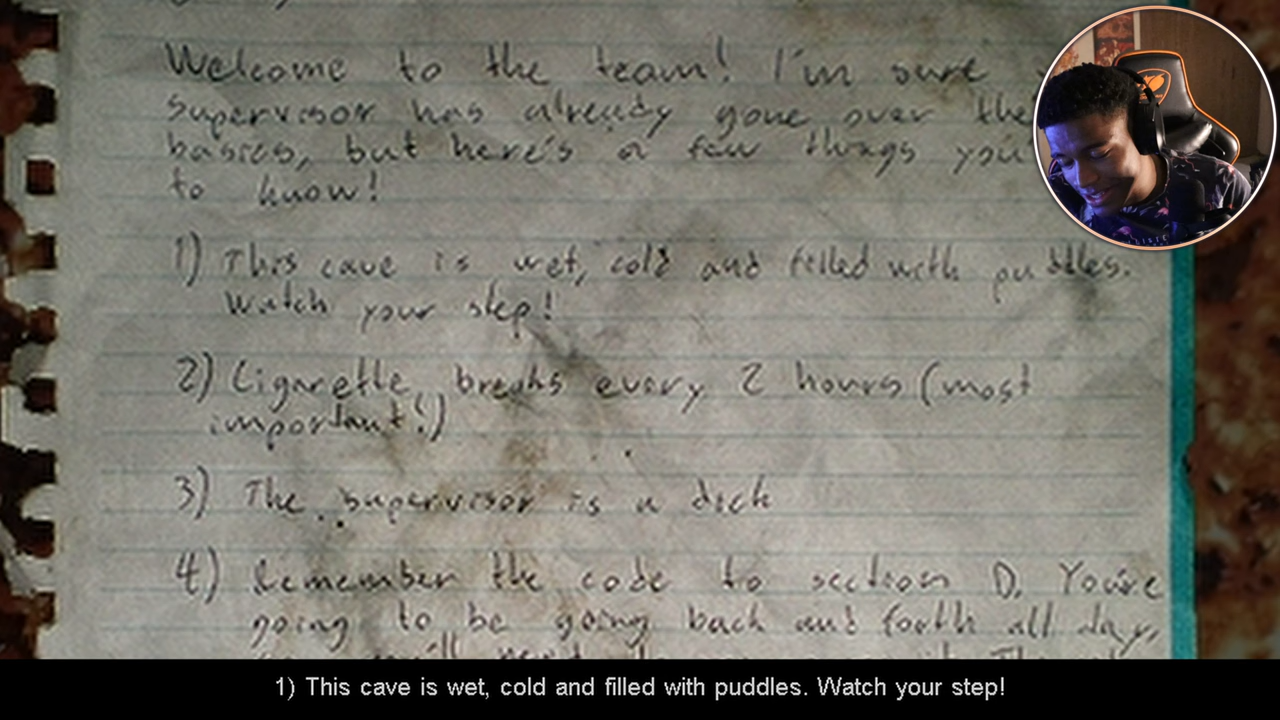 Welcome to the team! I'm sure
supervisor has already gone over the
basics, but here's a few things you
to know!
1) This cave is wet, cold and filled with puddles.
Watch your step!
2) Cigarette breaks every 2 hours (most
important!)
3) The supervisor is a dick
4) Remember the code to section D. You're
going to be going back and forth all day,
1) This cave is wet, cold and filled with puddles. Watch your step!